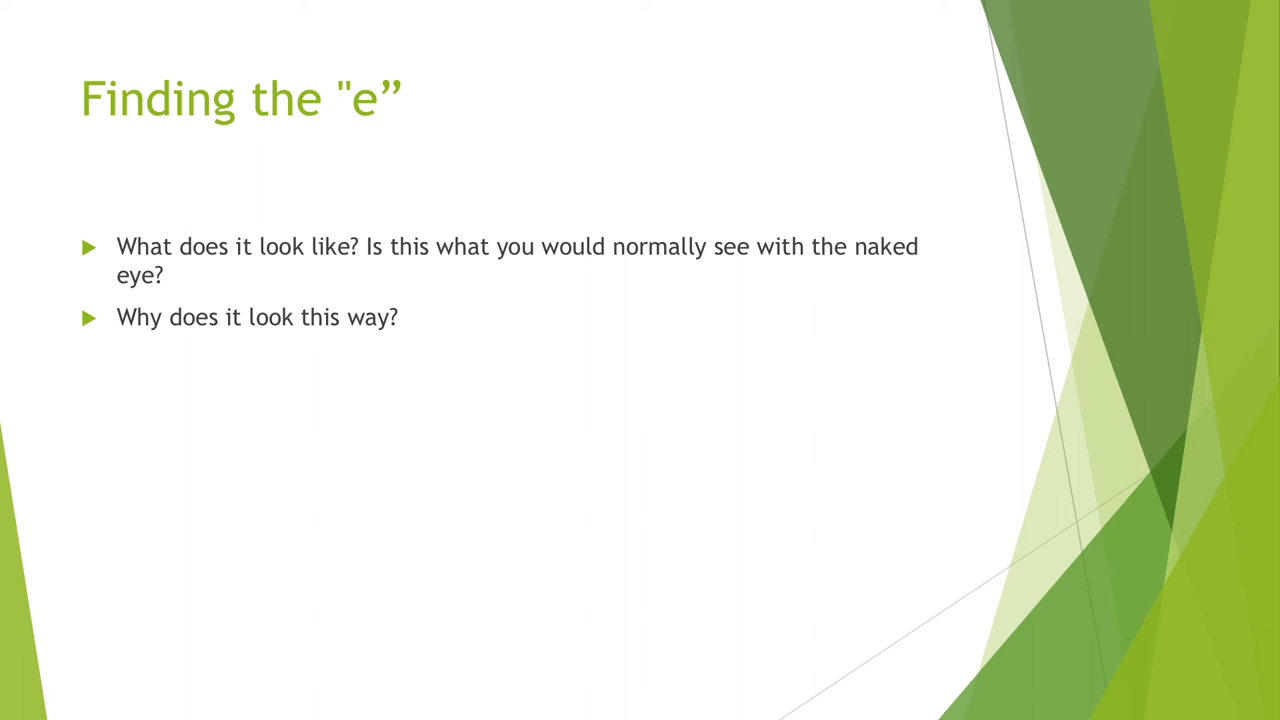 Finding the "e”
What does it look like? Is this what you would normally see with the naked
eye?
Why does it look this way?